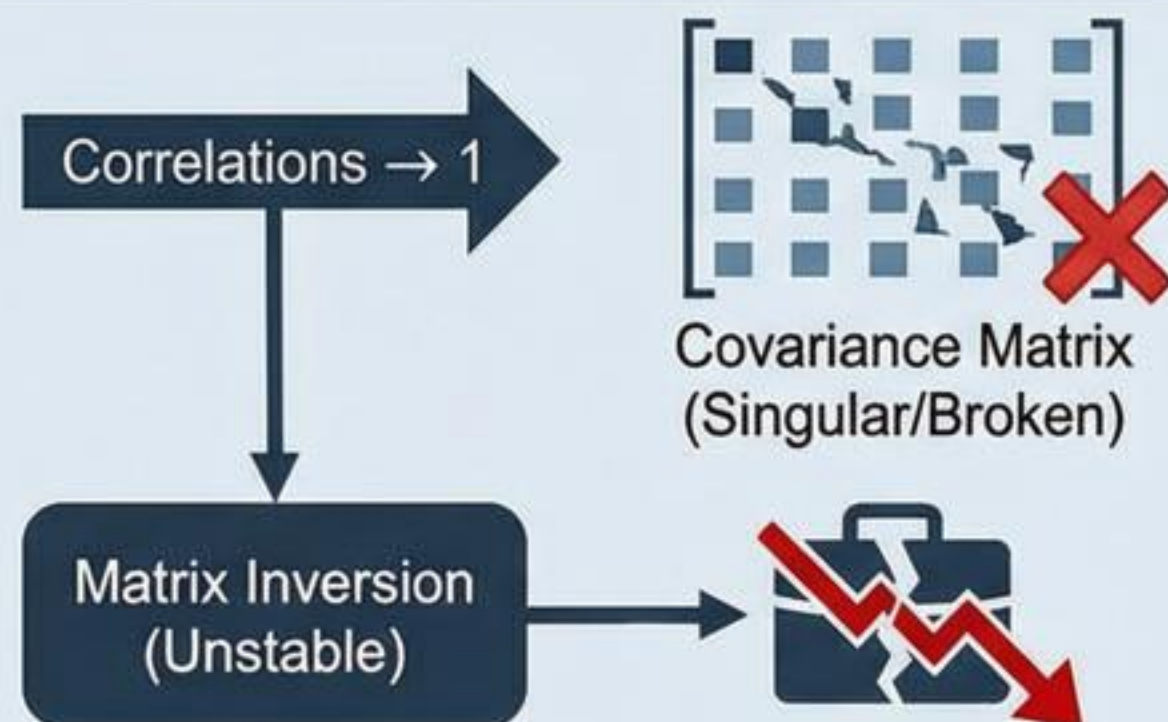 Correlations → 1
Covariance Matrix
(Singular/Broken)
Matrix Inversion
(Unstable)